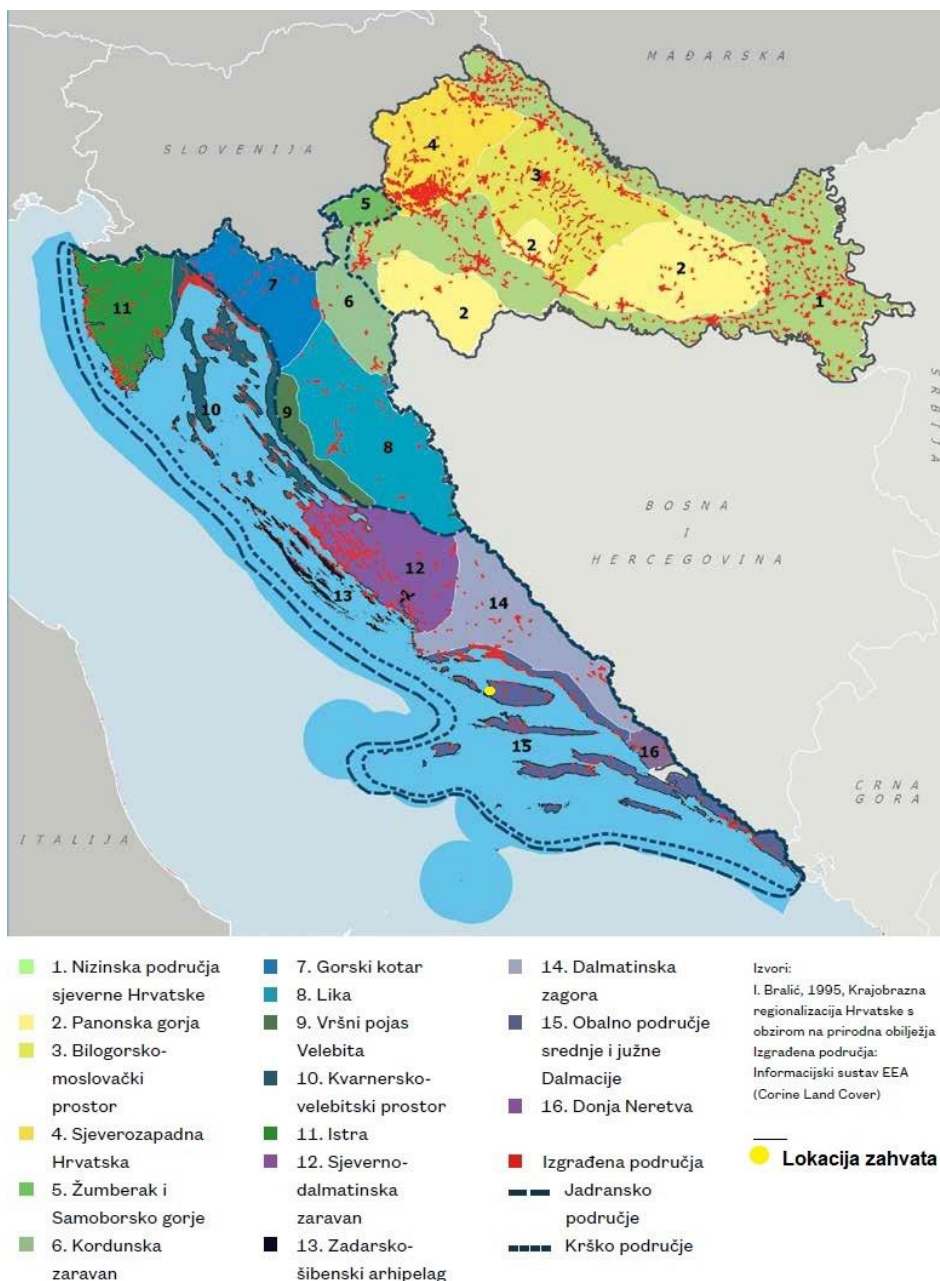 MAĐARSKA
SLOVENIJA
4
3
5
2
2
7
6
1
11
2
SRBIJA
10
9
8
BOSNA
I
HERCEGOVINA
12
13
14
15
16
CRNA
GORA
ITALIJA
1. Nizinska područja
sjeverne Hrvatske
2. Panonska gorja
3. Bilogorsko-
moslovački
prostor
4. Sjeverozapadna
Hrvatska
5. Žumberak i
Samoborsko gorje
6. Kordunska
zaravan
7. Gorski kotar
8. Lika
9. Vršni pojas
Velebita
10. Kvarnersko-
velebitski prostor
11. Istra
12. Sjeverno-
dalmatinska
zaravan
13. Zadarsko-
šibenski arhipelag
14. Dalmatinska
zagora
15. Obalno područje
srednje i južne
Dalmacije
16. Donja Neretva
Izgrađena područja
Jadransko
područje
Krško područje
Izvori:
I. Bralić, 1995, Krajobrazna
regionalizacija Hrvatske s
obzirom na prirodna obilježja
Izgrađena područja:
Informacijski sustav EEA
(Corine Land Cover)
Lokacija zahvata